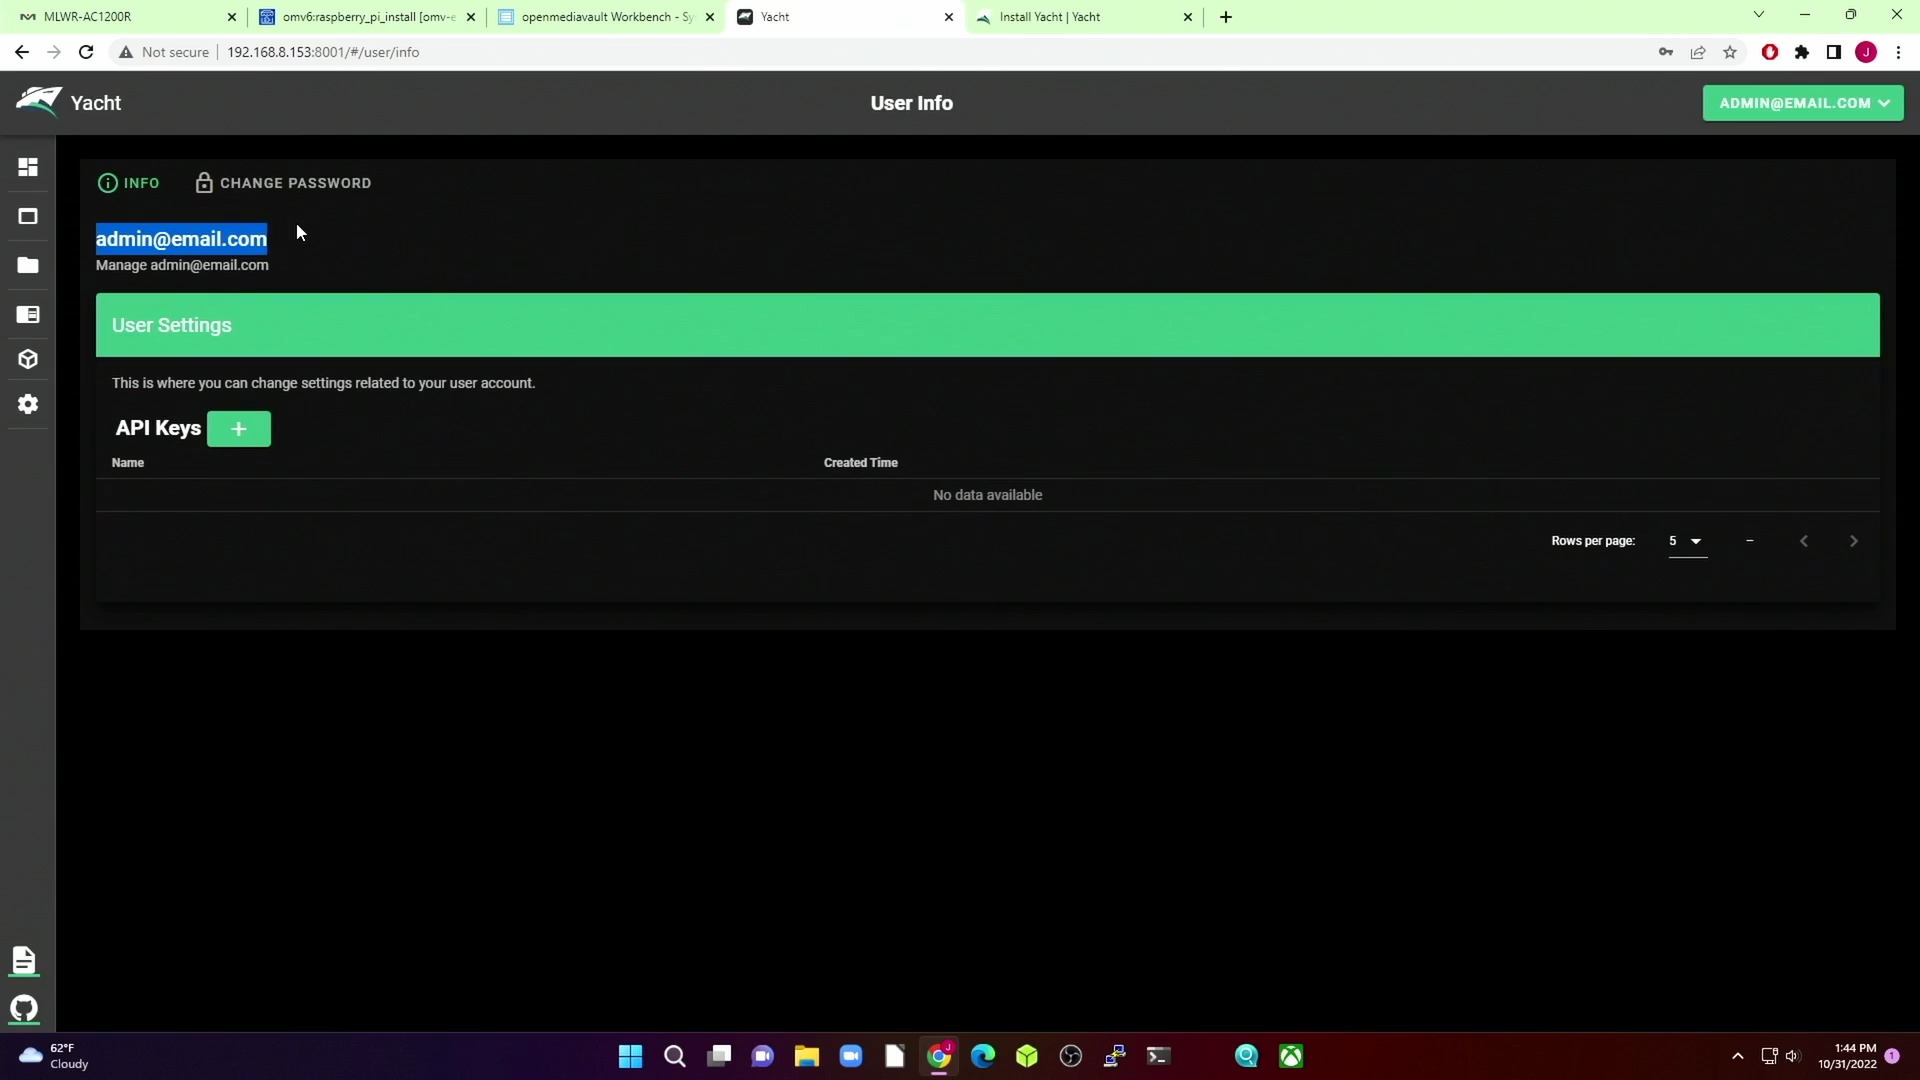 MLWR-AC1200R
omv6:raspberry_pi_install [omv-e
openmediavault Workbench - Sy
Yacht
Install Yacht | Yacht
Not secure
192.168.8.153:8001/#/user/info
J
Yacht
User Info
ADMIN@EMAIL.COM
INFO
CHANGE PASSWORD
admin@email.com
Manage admin@email.com
User Settings
This is where you can change settings related to your user account.
API Keys +
Name
Created Time
No data available
Rows per page: 5 –
62°F
Cloudy
1:44 PM
10/31/2022
1